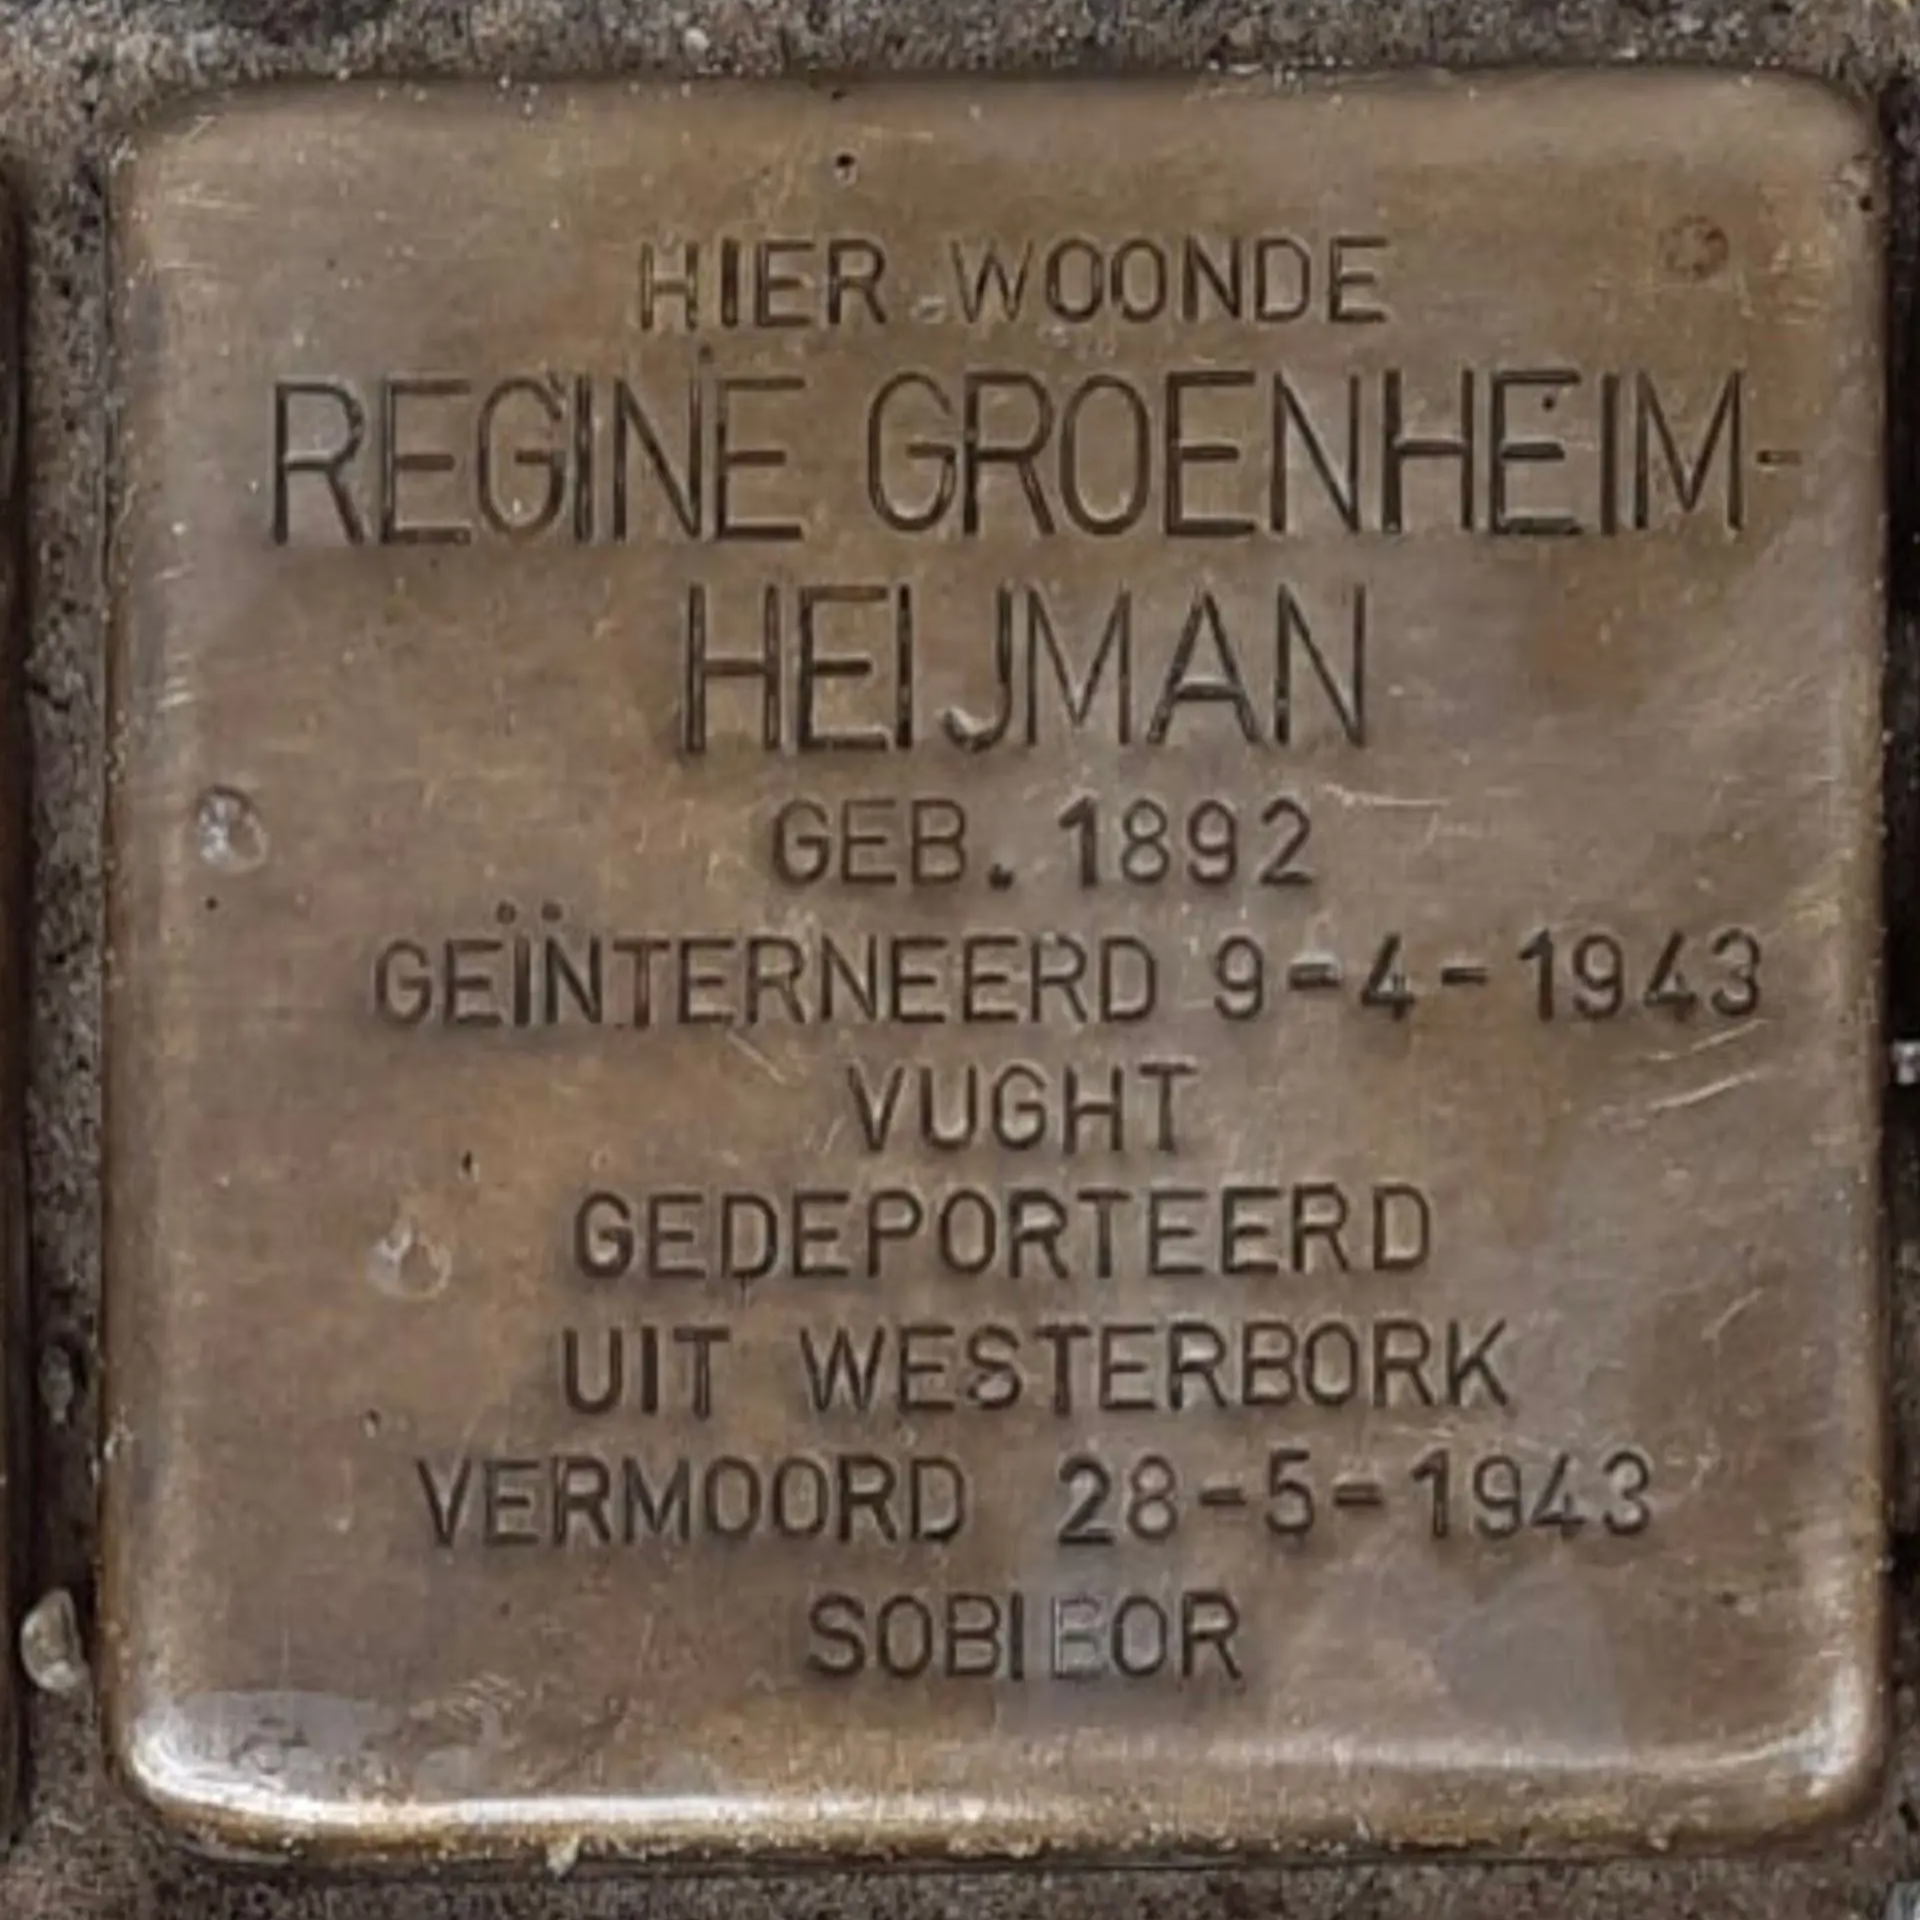 HIER WOONDE
REGINE GROENHEIM-
HEIJMAN
GEB. 1892
GEÏNTERNEERD 9-4-1943
VUGHT
GEDEPORTEERD
UIT WESTERBORK
VERMOORD 28-5-1943
SOBIBOR